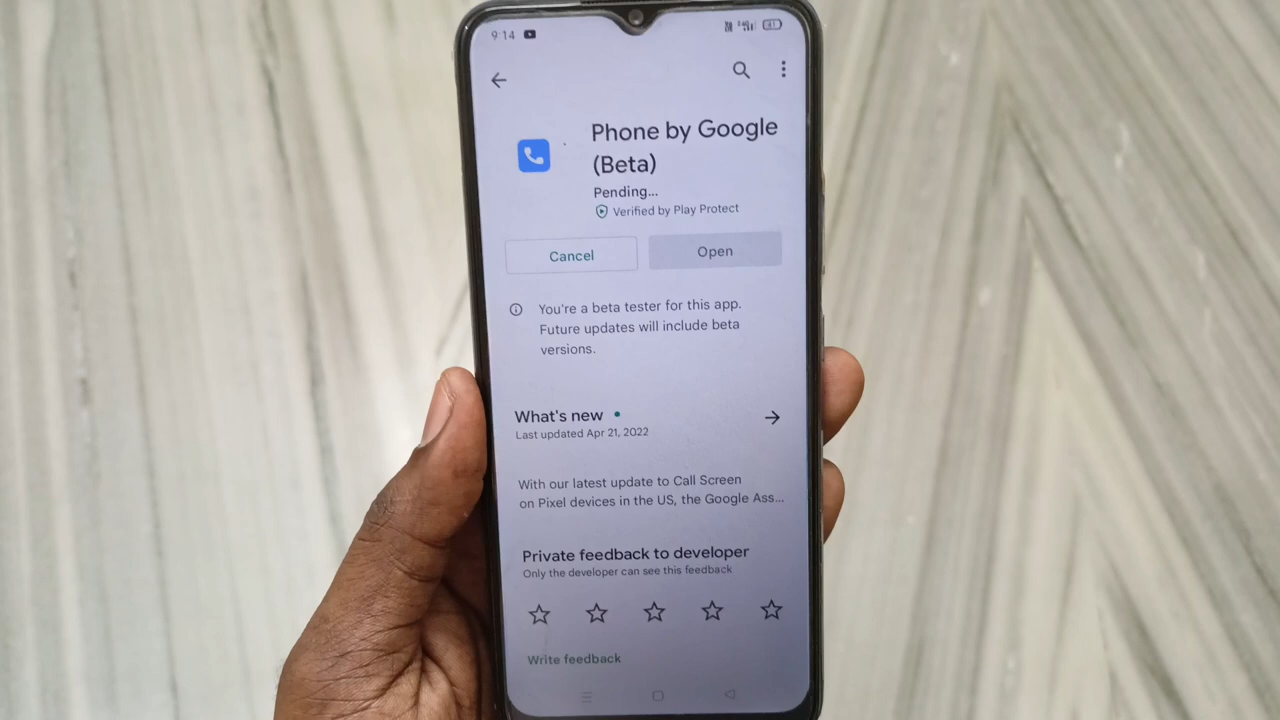 9:14
41
Phone by Google
(Beta)
Pending...
Verified by Play Protect
Cancel
Open
You're a beta tester for this app.
Future updates will include beta
versions.
What's new
Last updated Apr 21, 2022
With our latest update to Call Screen
on Pixel devices in the US, the Google Ass...
Private feedback to developer
Only the developer can see this feedback
Write feedback